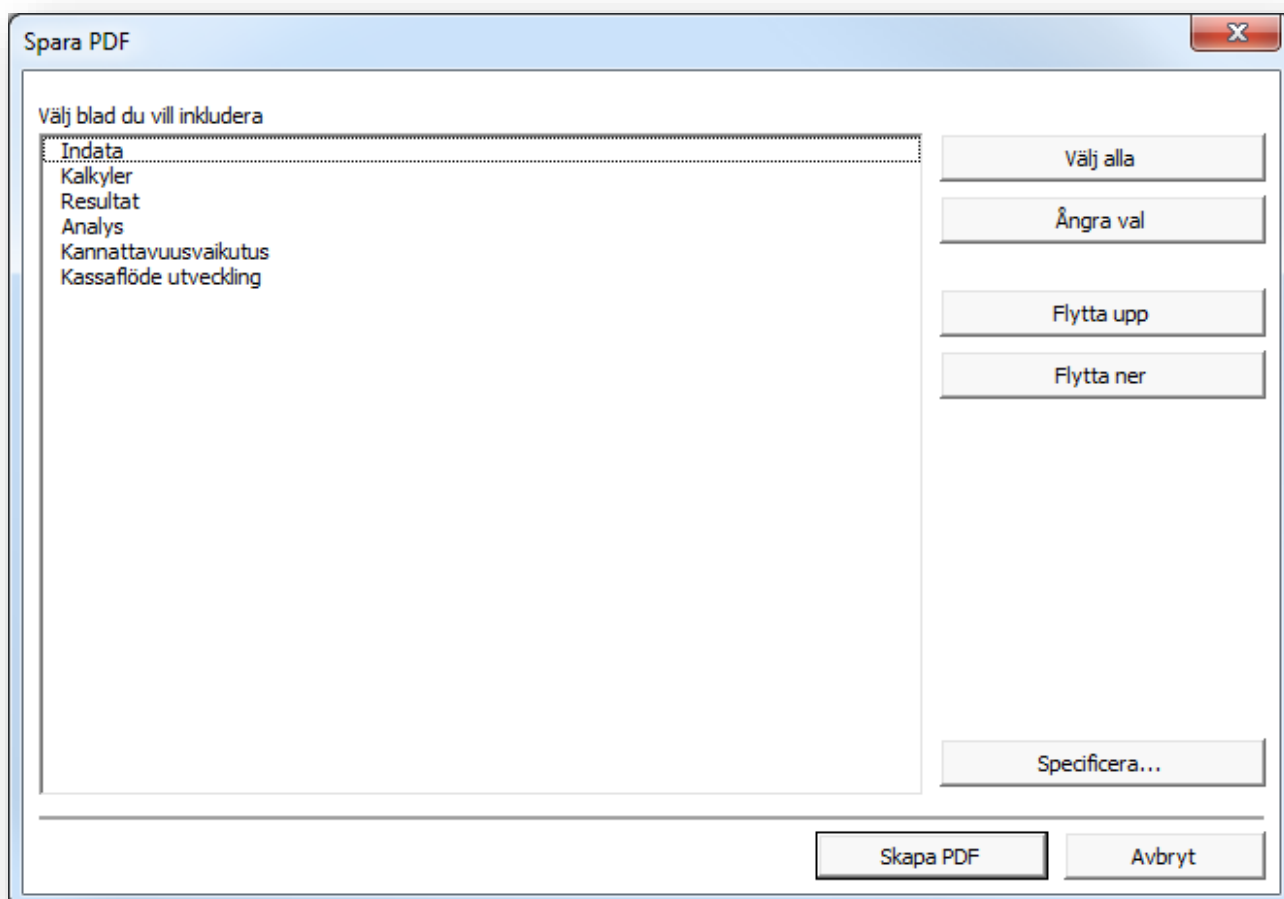 Spara PDF
Välj blad du vill inkludera
Indata
Kalkyler
Resultat
Analys
Kannattavuusvaikutus
Kassaflöde utveckling
Välj alla
Ångra val
Flytta upp
Flytta ner
Specificera...
Skapa PDF
Avbryt